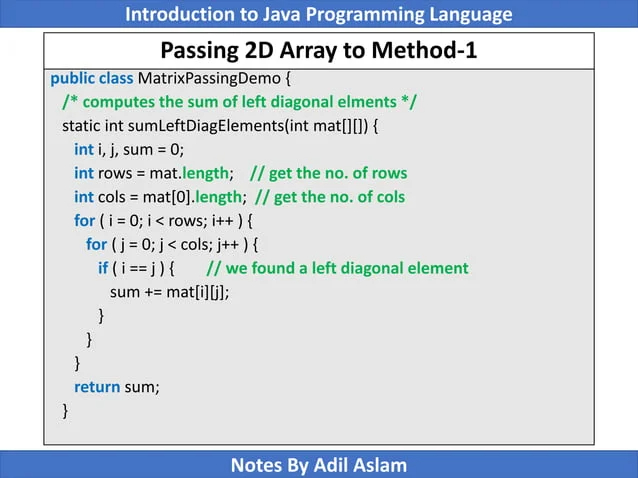 Introduction to Java Programming Language
Passing 2D Array to Method-1
public class MatrixPassingDemo {
/* computes the sum of left diagonal elments */
static int sumLeftDiagElements(int mat[][]) {
int i, j, sum = 0;
int rows = mat.length; // get the no. of rows
int cols = mat[0].length; // get the no. of cols
for ( i = 0; i < rows; i++ ) {
for ( j = 0; j < cols; j++ ) {
if ( i == j ) { // we found a left diagonal element
sum += mat[i][j];
}
}
}
return sum;
}
Notes By Adil Aslam